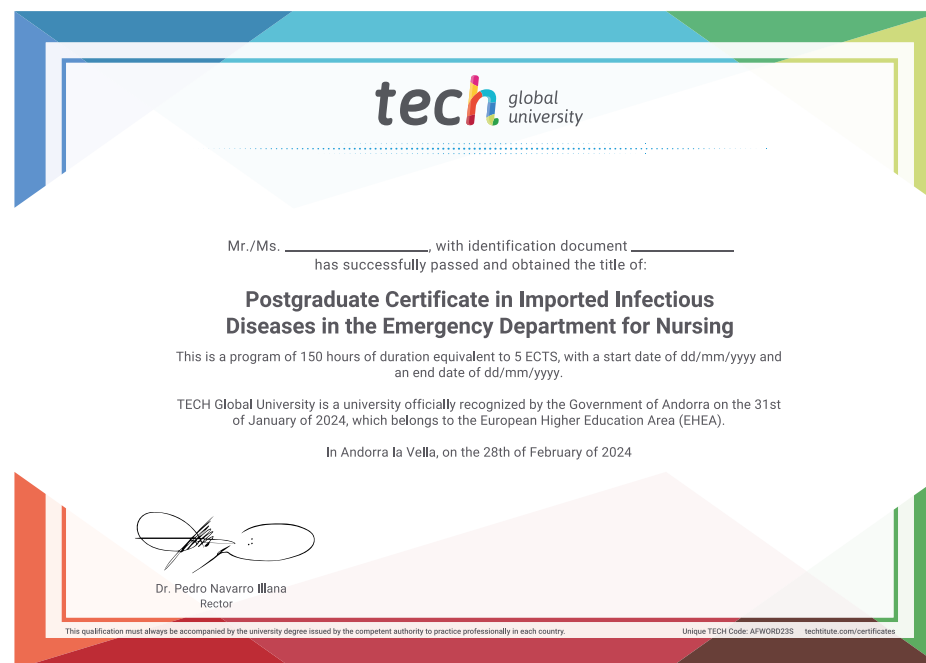 tech global
university
Mr./Ms. ____________________, with identification document ______________
has successfully passed and obtained the title of:
Postgraduate Certificate in Imported Infectious
Diseases in the Emergency Department for Nursing
This is a program of 150 hours of duration equivalent to 5 ECTS, with a start date of dd/mm/yyyy and
an end date of dd/mm/yyyy.
TECH Global University is a university officially recognized by the Government of Andorra on the 31st
of January of 2024, which belongs to the European Higher Education Area (EHEA).
In Andorra la Vella, on the 28th of February of 2024
Dr. Pedro Navarro Illana
Rector
This qualification must always be accompanied by the university degree issued by the competent authority to practice professionally in each country.
Unique TECH Code: AFWORD23S techtitute.com/certificates